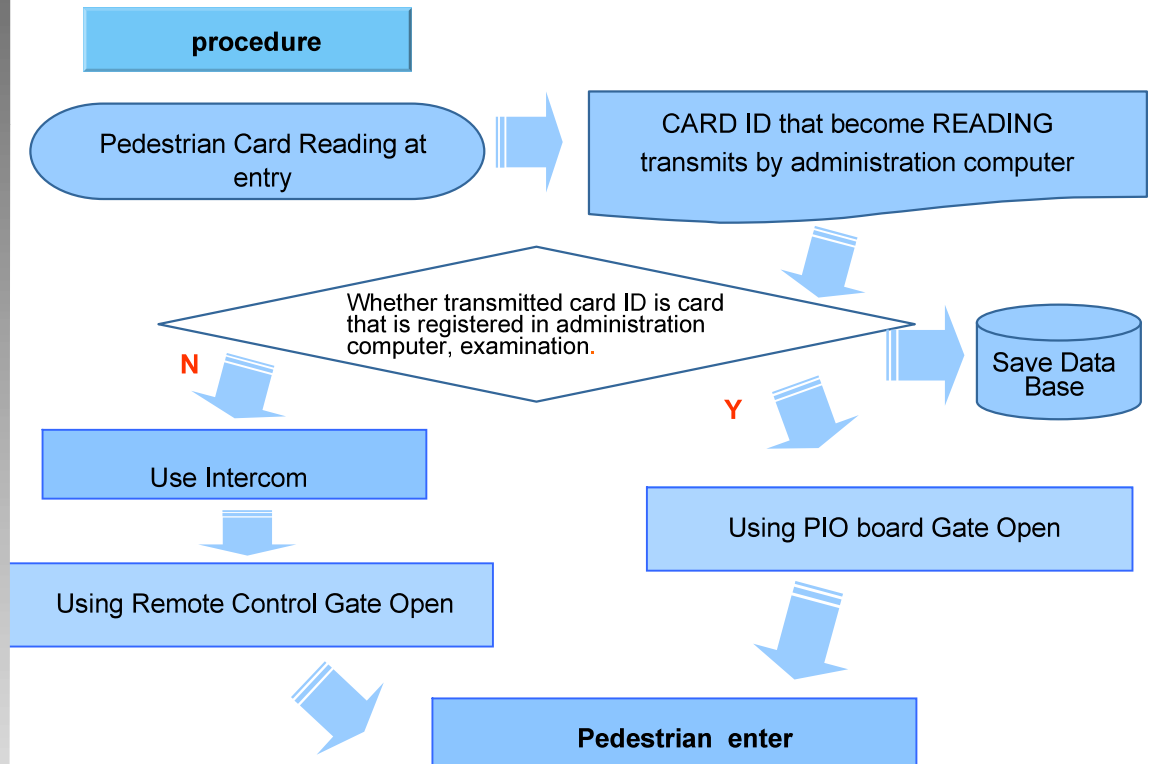 procedure
Pedestrian Card Reading at
entry
CARD ID that become READING
transmits by administration computer
Whether transmitted card ID is card
that is registered in administration
computer, examination.
Save Data
Base
N
Y
Use Intercom
Using PIO board Gate Open
Using Remote Control Gate Open
Pedestrian enter